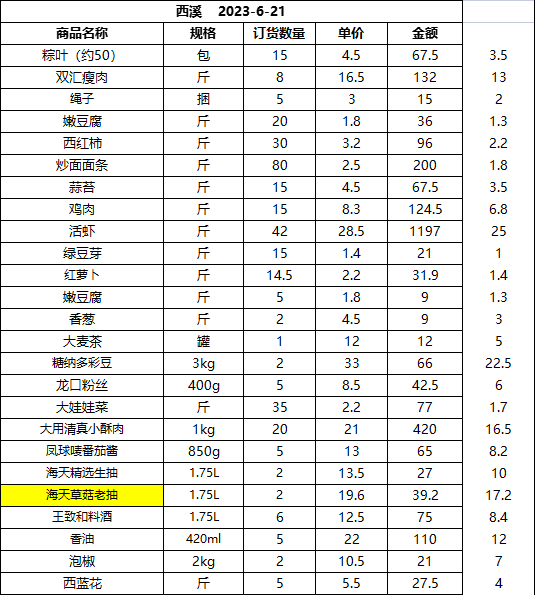 西溪 2023-6-21
商品名称 规格 订货数量 单价 金额
粽叶（约50） 包 15 4.5 67.5 3.5
双汇瘦肉 斤 8 16.5 132 13
绳子 捆 5 3 15 2
嫩豆腐 斤 20 1.8 36 1.3
西红柿 斤 30 3.2 96 2.2
炒面面条 斤 80 2.5 200 1.8
蒜苔 斤 15 4.5 67.5 3.5
鸡肉 斤 15 8.3 124.5 6.8
活虾 斤 42 28.5 1197 25
绿豆芽 斤 15 1.4 21 1
红萝卜 斤 14.5 2.2 31.9 1.4
嫩豆腐 斤 5 1.8 9 1.3
香葱 斤 2 4.5 9 3
大麦茶 罐 1 12 12 5
糖纳多彩豆 3kg 2 33 66 22.5
龙口粉丝 400g 5 8.5 42.5 6
大娃娃菜 斤 35 2.2 77 1.7
大用清真小酥肉 1kg 20 21 420 16.5
凤球唛番茄酱 850g 5 13 65 8.2
海天精选生抽 1.75L 2 13.5 27 10
海天草菇老抽 1.75L 2 19.6 39.2 17.2
王致和料酒 1.75L 6 12.5 75 8.4
香油 420ml 5 22 110 12
泡椒 2kg 2 10.5 21 7
西蓝花 斤 5 5.5 27.5 4